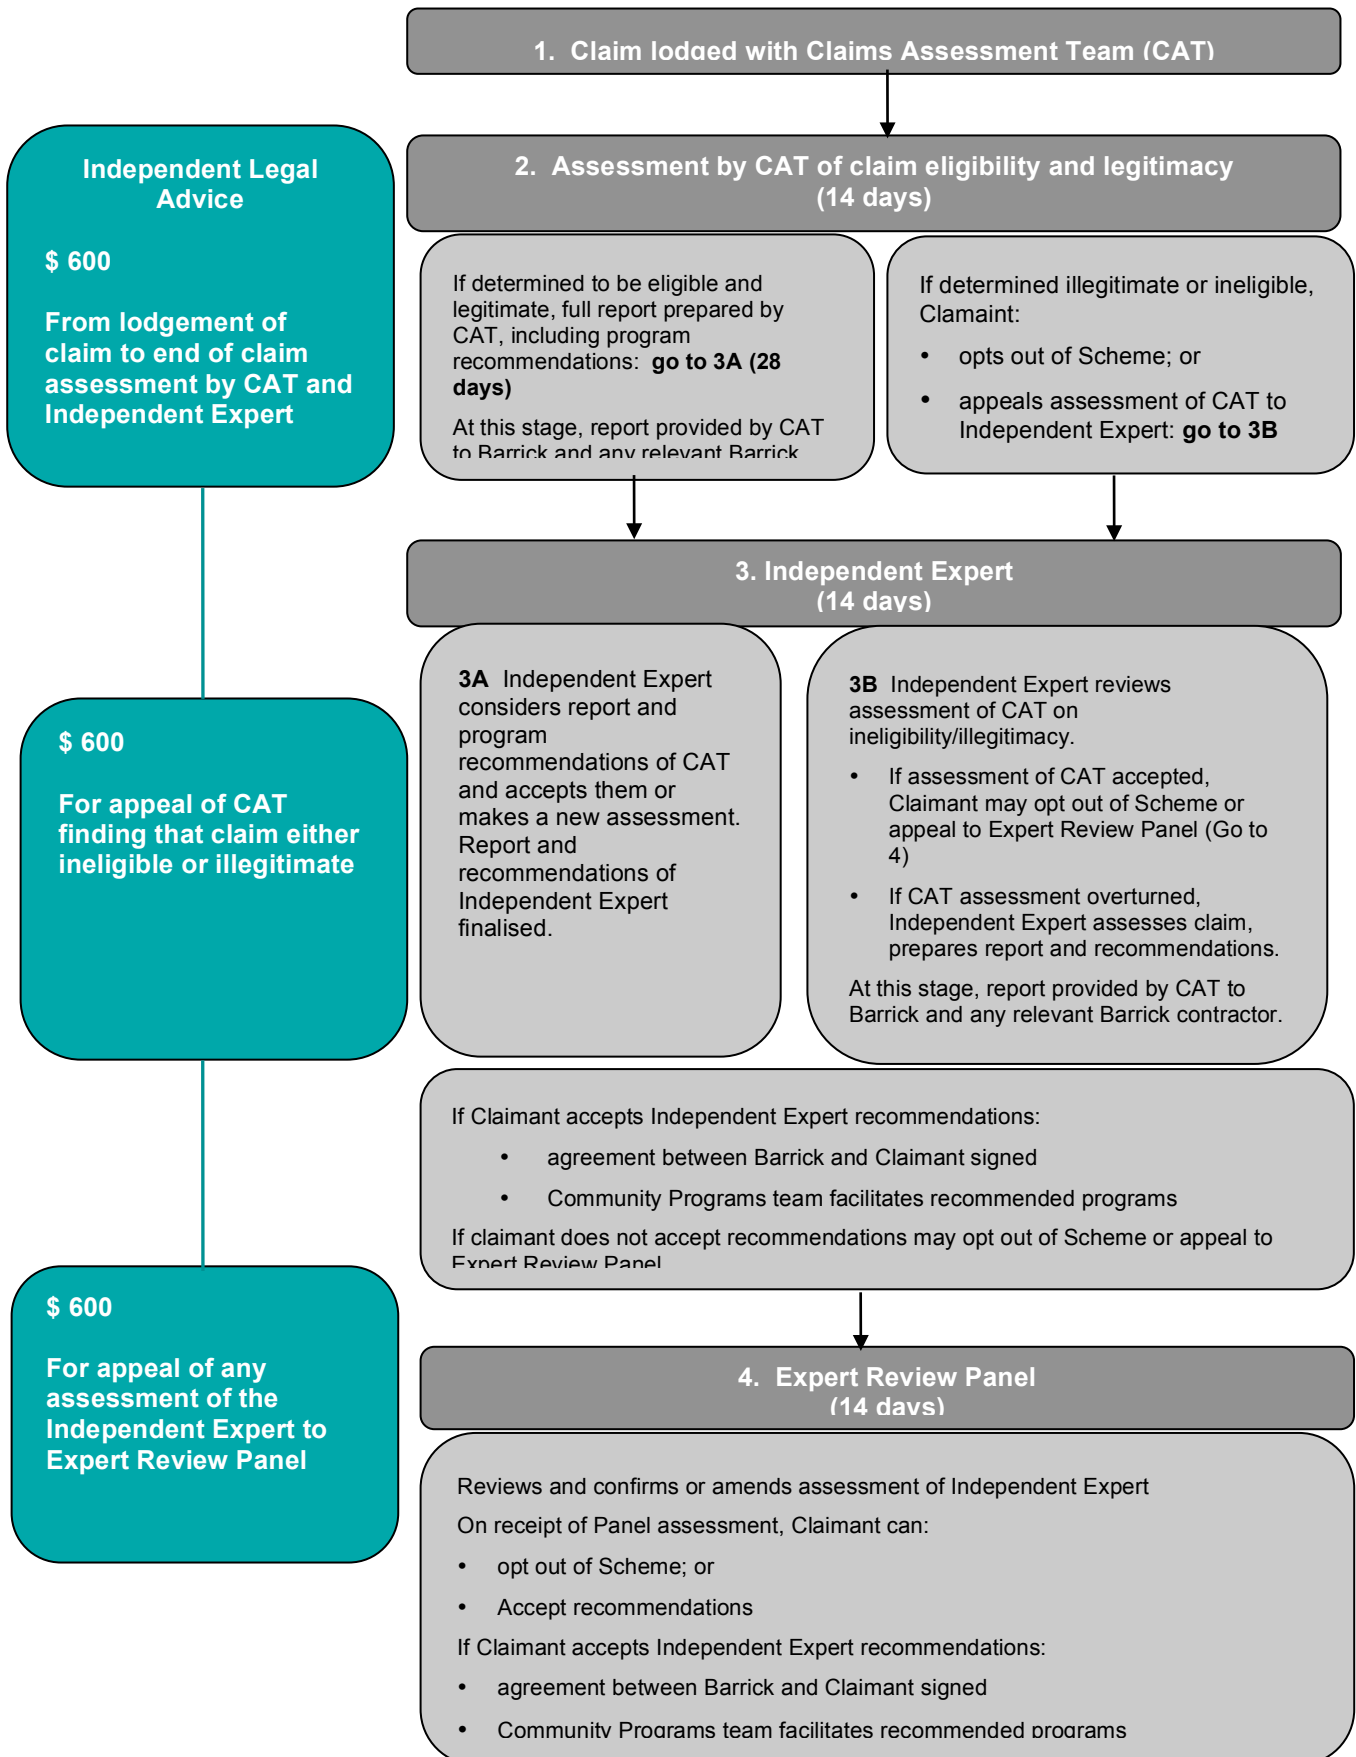 1. Claim lodged with Claims Assessment Team (CAT)
2. Assessment by CAT of claim eligibility and legitimacy
(14 days)
Independent Legal
Advice
$ 600
From lodgement of
claim to end of claim
assessment by CAT and
Independent Expert
If determined to be eligible and
legitimate, full report prepared by
CAT, including program
recommendations: go to 3A (28
days)
At this stage, report provided by CAT
to Barrick and any relevant Barrick
If determined illegitimate or ineligible,
Clamaint:
• opts out of Scheme; or
• appeals assessment of CAT to
Independent Expert: go to 3B
3. Independent Expert
(14 days)
$ 600
For appeal of CAT
finding that claim either
ineligible or illegitimate
3A Independent Expert
considers report and
program
recommendations of CAT
and accepts them or
makes a new assessment.
Report and
recommendations of
Independent Expert
finalised.
3B Independent Expert reviews
assessment of CAT on
ineligibility/illegitimacy.
• If assessment of CAT accepted,
Claimant may opt out of Scheme or
appeal to Expert Review Panel (Go to
4)
• If CAT assessment overturned,
Independent Expert assesses claim,
prepares report and recommendations.
At this stage, report provided by CAT to
Barrick and any relevant Barrick contractor.
If Claimant accepts Independent Expert recommendations:
• agreement between Barrick and Claimant signed
• Community Programs team facilitates recommended programs
If claimant does not accept recommendations may opt out of Scheme or appeal to
Expert Review Panel
$ 600
For appeal of any
assessment of the
Independent Expert to
Expert Review Panel
4. Expert Review Panel
(14 days)
Reviews and confirms or amends assessment of Independent Expert
On receipt of Panel assessment, Claimant can:
• opt out of Scheme; or
• Accept recommendations
If Claimant accepts Independent Expert recommendations:
• agreement between Barrick and Claimant signed
• Community Programs team facilitates recommended programs